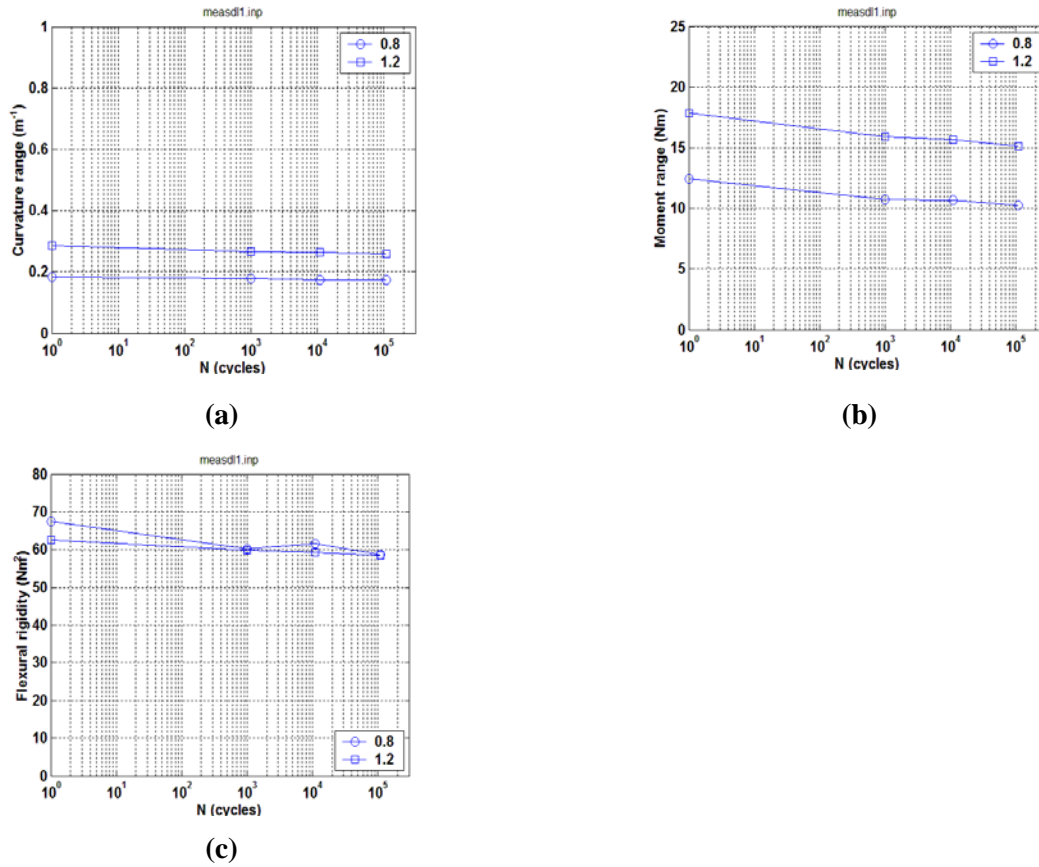 measdl1.inp
1
0.8
0.6
0.4
0.2
0
Curvature range (m⁻¹)
0.8
1.2
10⁰ 10¹ 10² 10³ 10⁴ 10⁵
N (cycles)
(a)
measdl1.inp
25
20
15
10
5
0
Moment range (Nm)
0.8
1.2
10⁰ 10¹ 10² 10³ 10⁴ 10⁵
N (cycles)
(b)
measdl1.inp
80
70
60
50
40
30
20
10
0
Flexural rigidity (Nm²)
0.8
1.2
10⁰ 10¹ 10² 10³ 10⁴ 10⁵
N (cycles)
(c)